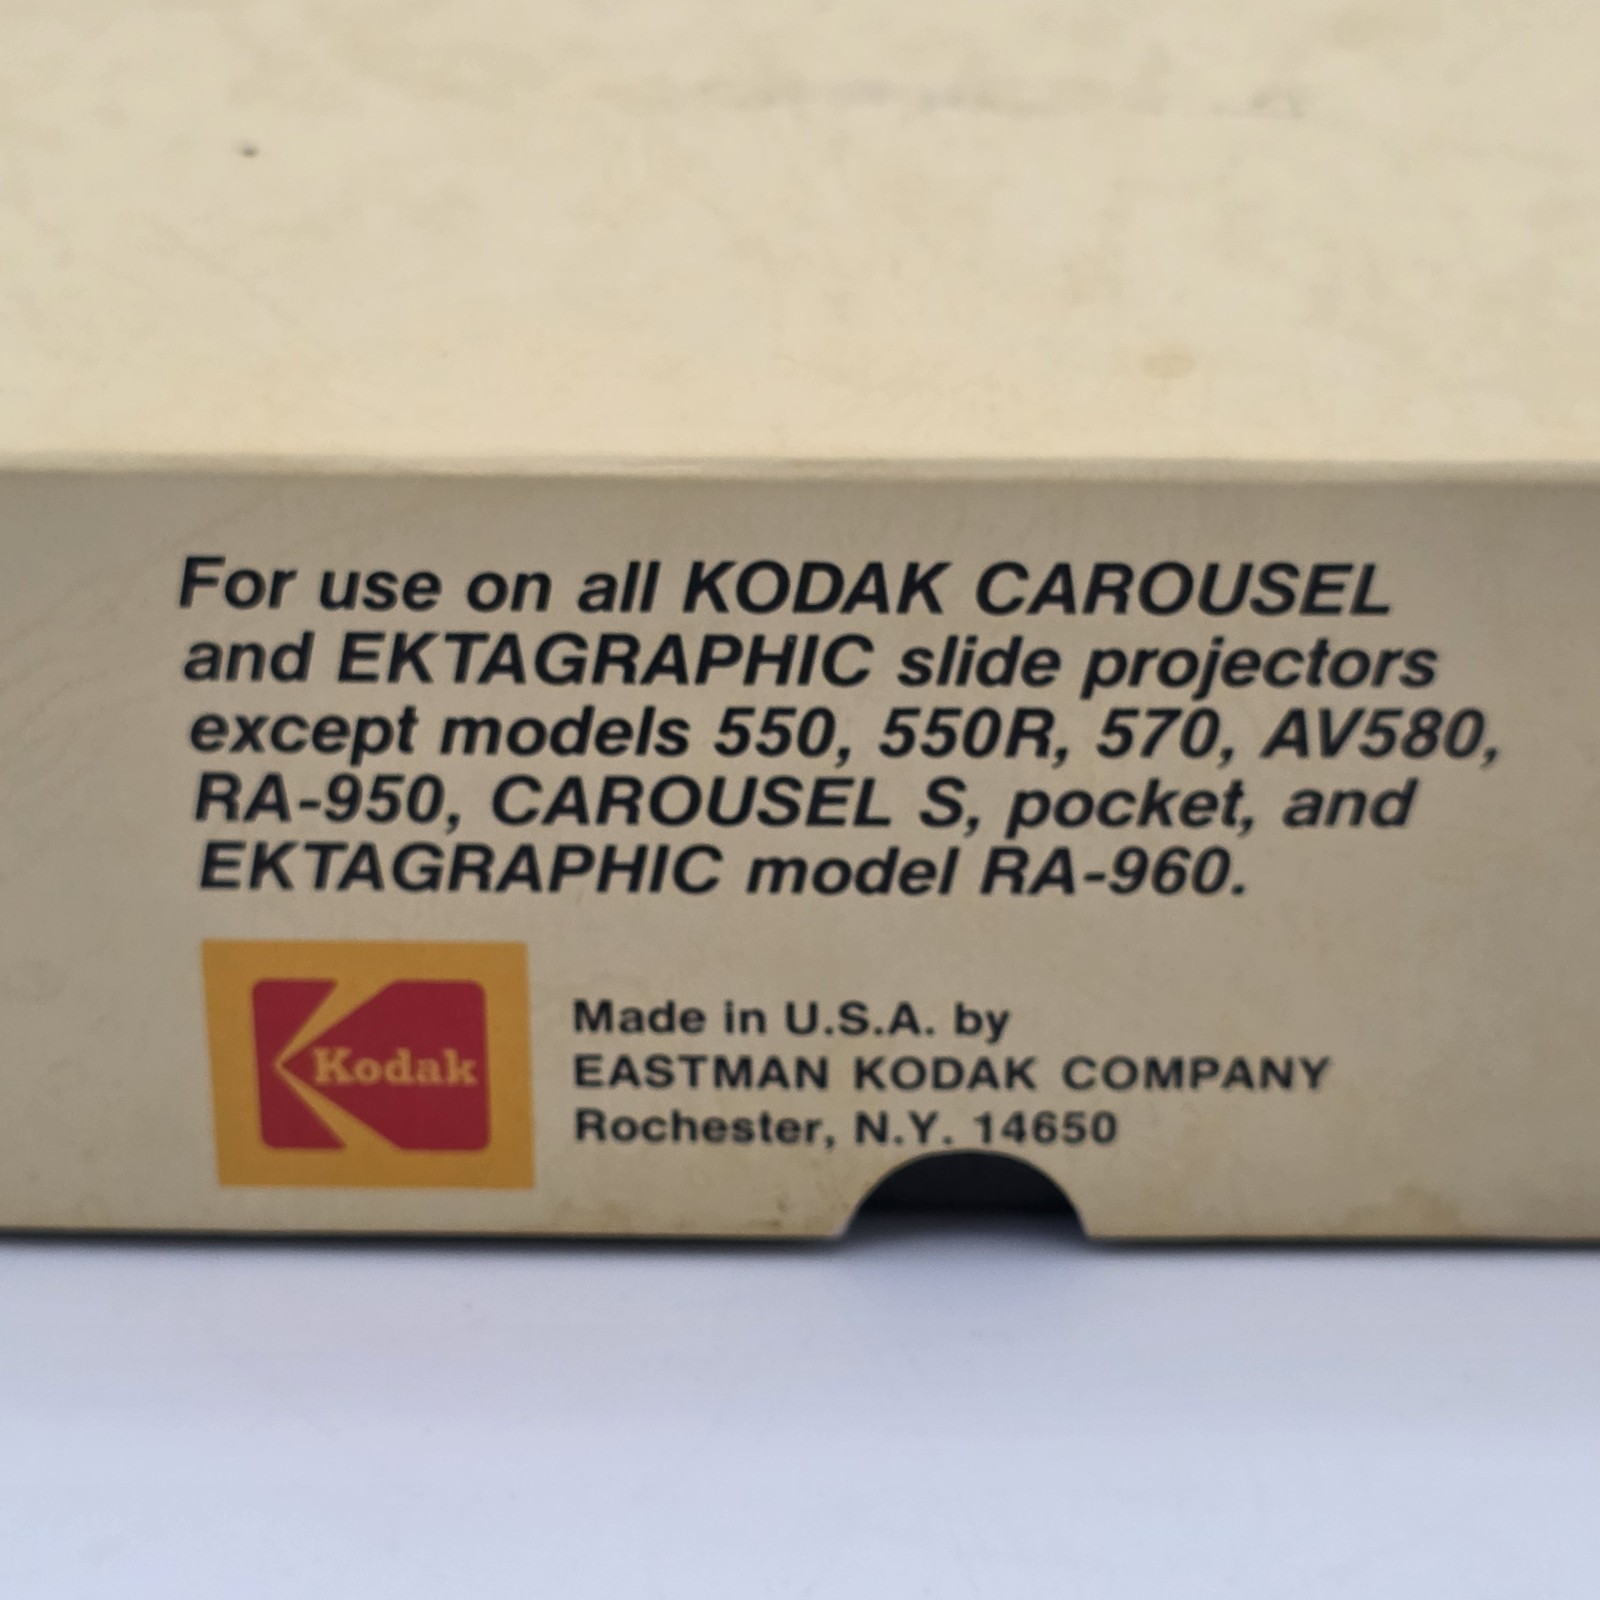 For use on all KODAK CAROUSEL
and EKTAGRAPHIC slide projectors
except models 550, 550R, 570, AV580,
RA-950, CAROUSEL S, pocket, and
EKTAGRAPHIC model RA-960.
Kodak
Made in U.S.A. by
EASTMAN KODAK COMPANY
Rochester, N.Y. 14650